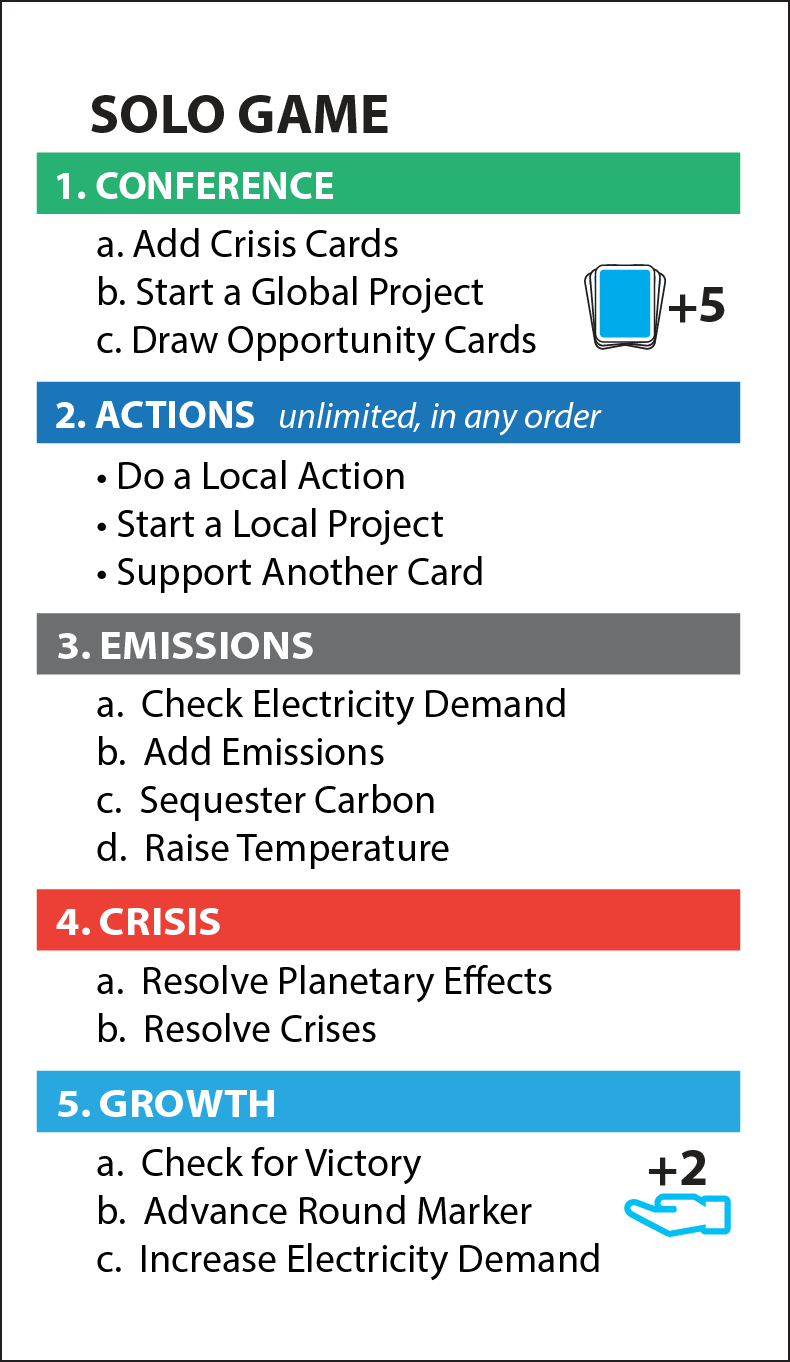 SOLO GAME
1. CONFERENCE
a. Add Crisis Cards
b. Start a Global Project
c. Draw Opportunity Cards
+5
2. ACTIONS unlimited, in any order
• Do a Local Action
• Start a Local Project
• Support Another Card
3. EMISSIONS
a. Check Electricity Demand
b. Add Emissions
c. Sequester Carbon
d. Raise Temperature
4. CRISIS
a. Resolve Planetary Effects
b. Resolve Crises
5. GROWTH
a. Check for Victory
+2
b. Advance Round Marker
c. Increase Electricity Demand